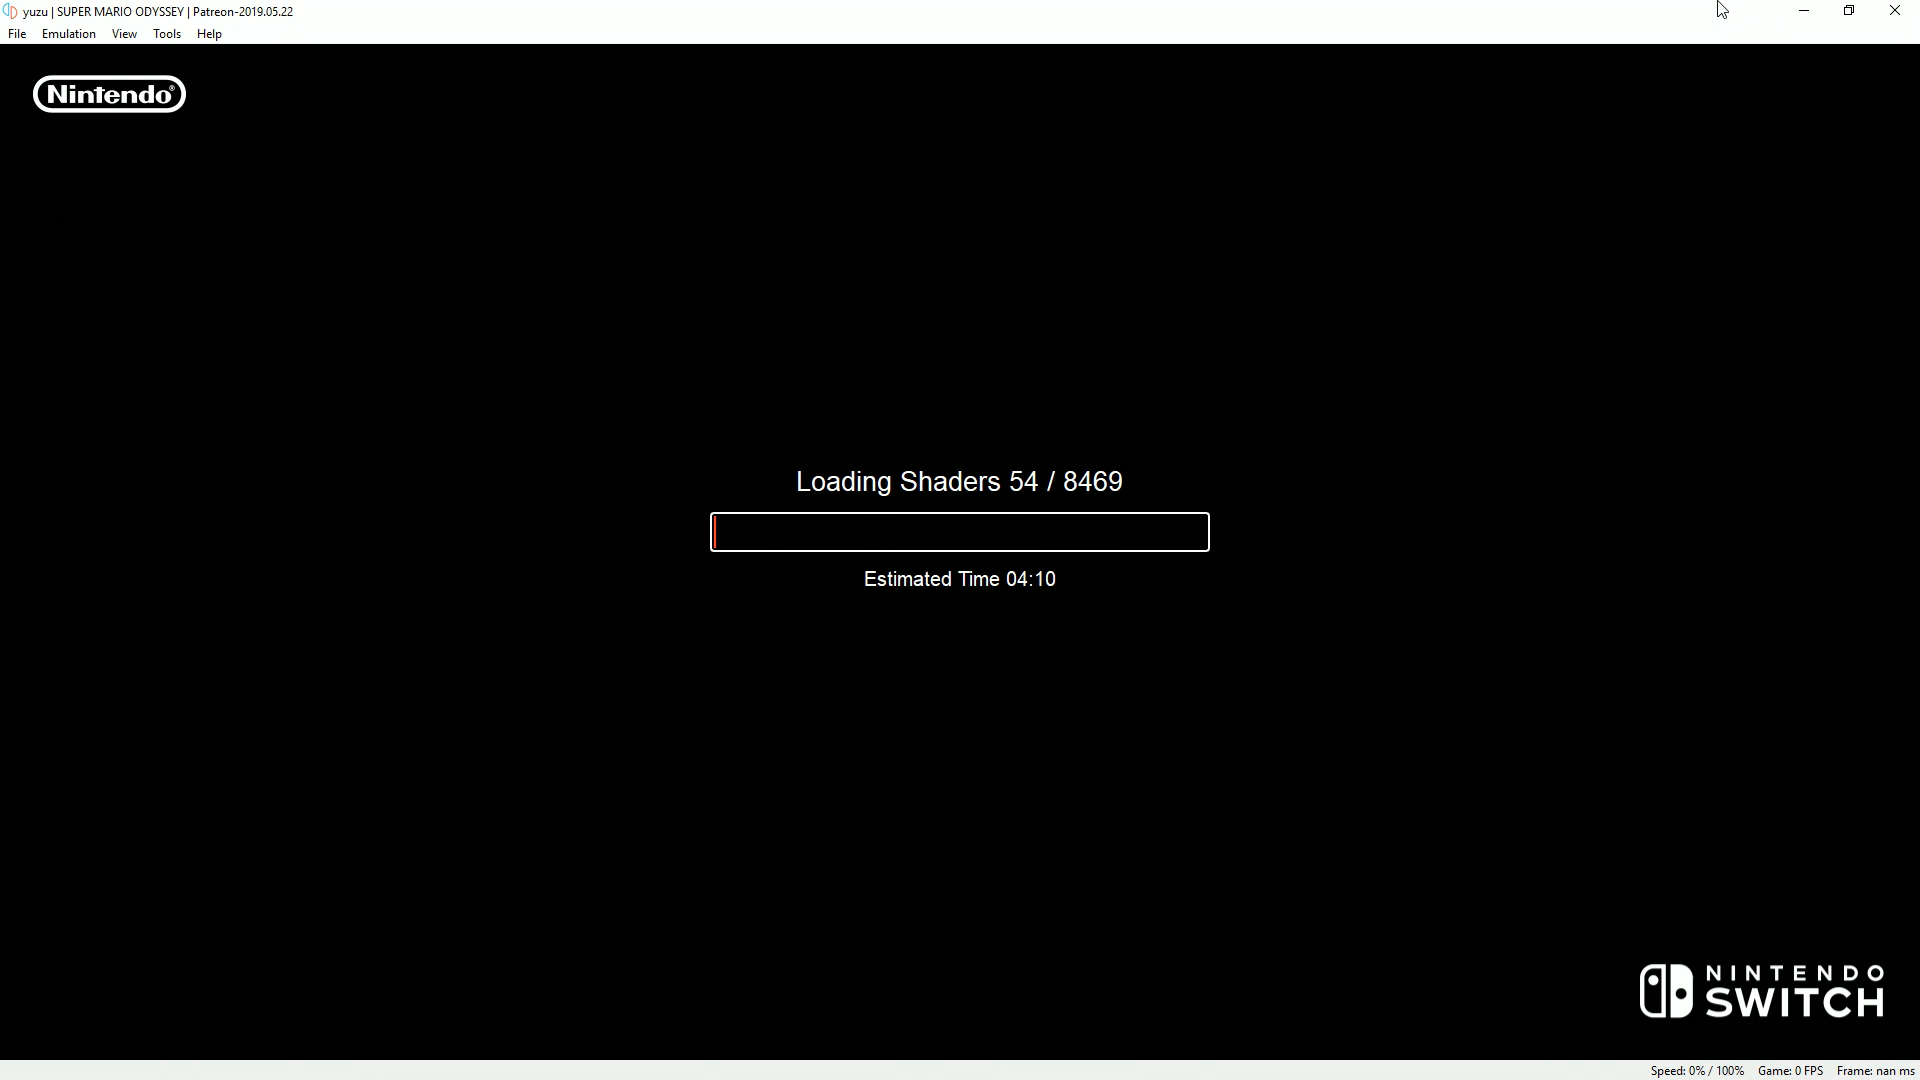 yuzu | SUPER MARIO ODYSSEY | Patreon-2019.05.22
File Emulation View Tools Help
Nintendo®
Loading Shaders 54 / 8469
Estimated Time 04:10
NINTENDO
SWITCH
Speed: 0% / 100% Game: 0 FPS Frame: nan ms